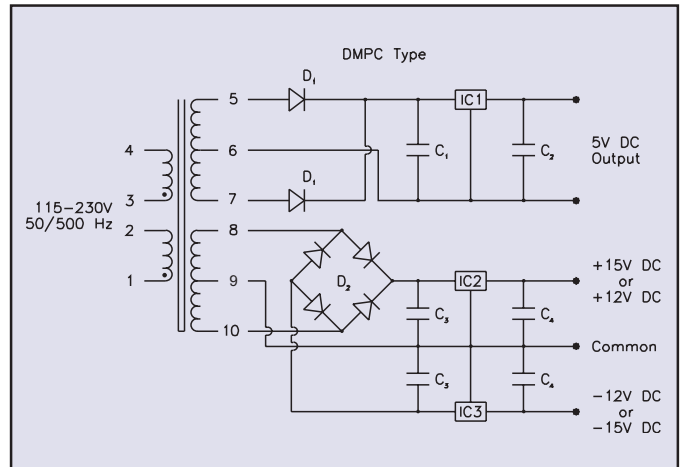 DMPC Type
D₁
5
IC1
4
6
C₁
C₂
5V DC
Output
D₁
3
7
115-230V
50/500 Hz
2
8
+15V DC
or
+12V DC
1
9
D₂
IC2
C₃
C₄
10
Common
C₃
C₄
-12V DC
or
-15V DC
IC3